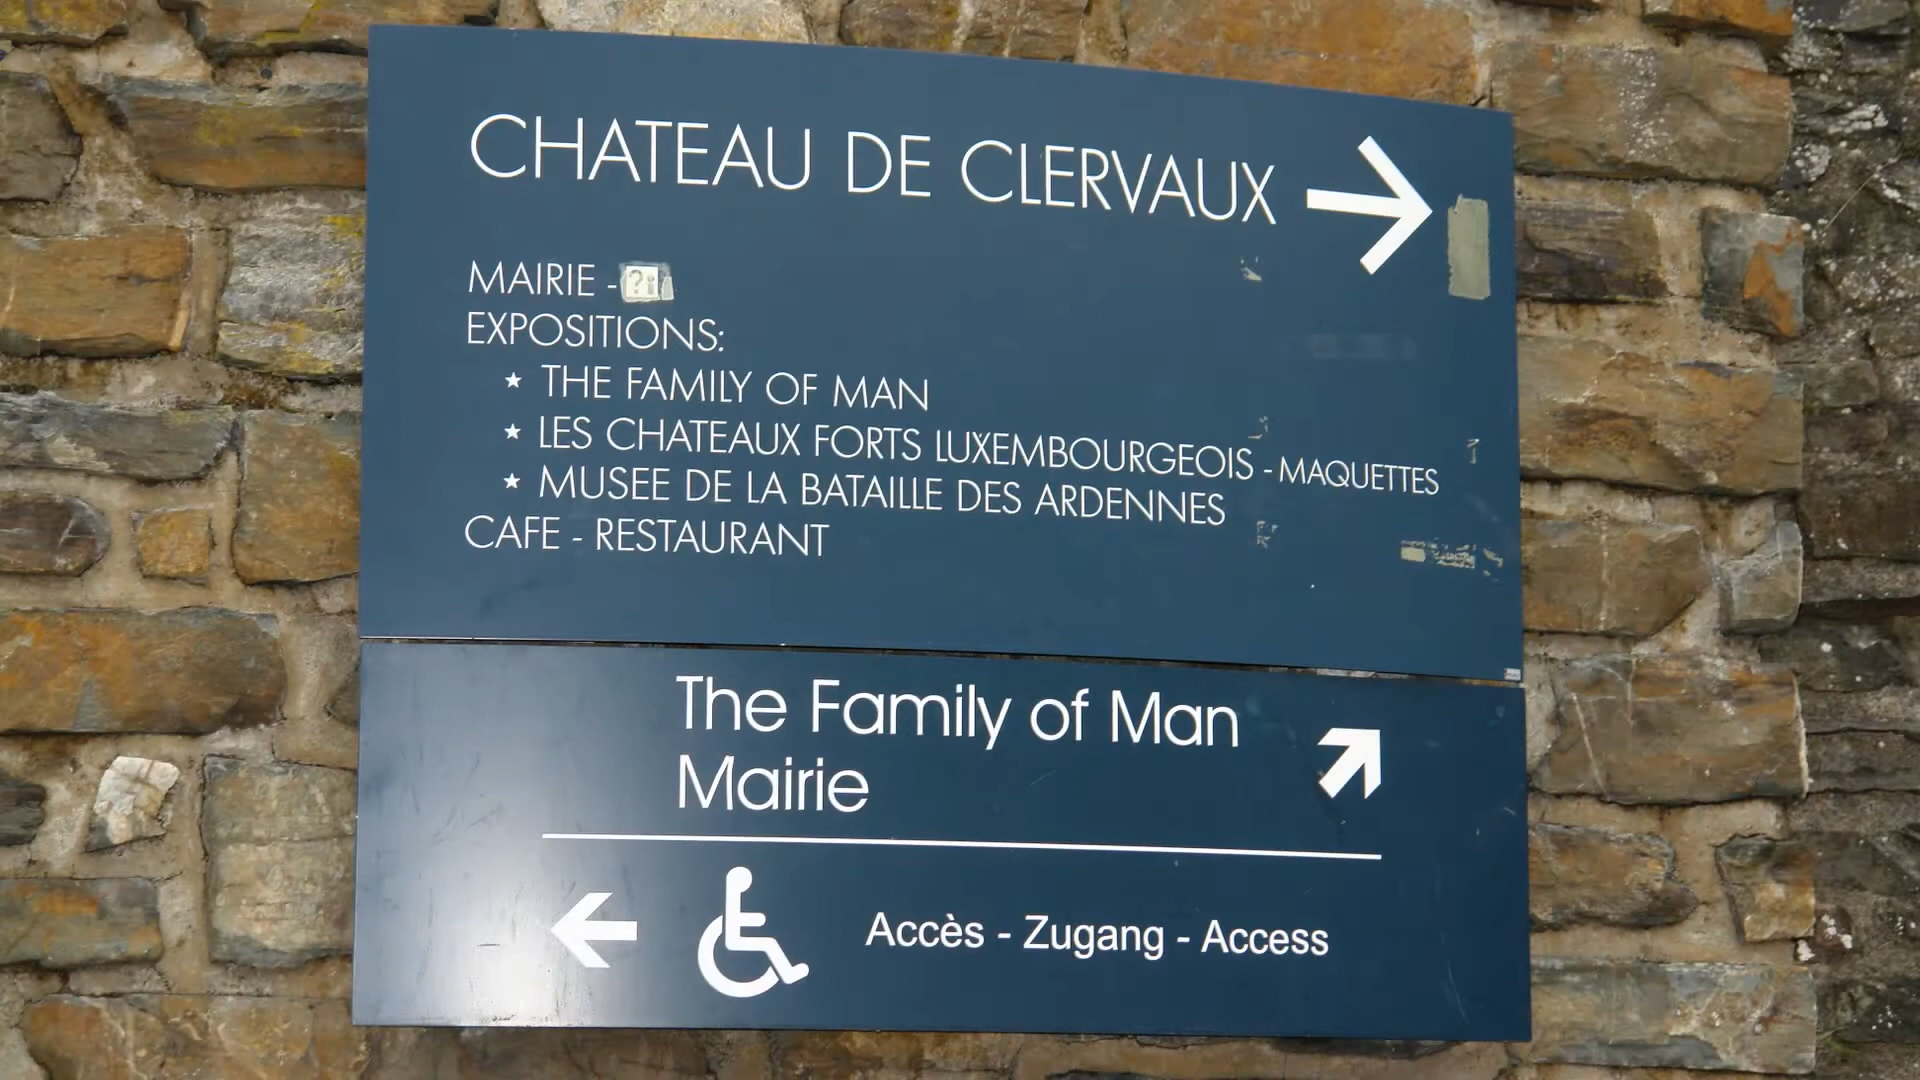 CHATEAU DE CLERVAUX
MAIRIE -
EXPOSITIONS:
★ THE FAMILY OF MAN
★ LES CHATEAUX FORTS LUXEMBOURGEOIS - MAQUETTES
★ MUSEE DE LA BATAILLE DES ARDENNES
CAFE - RESTAURANT
The Family of Man
Mairie
Accès - Zugang - Access